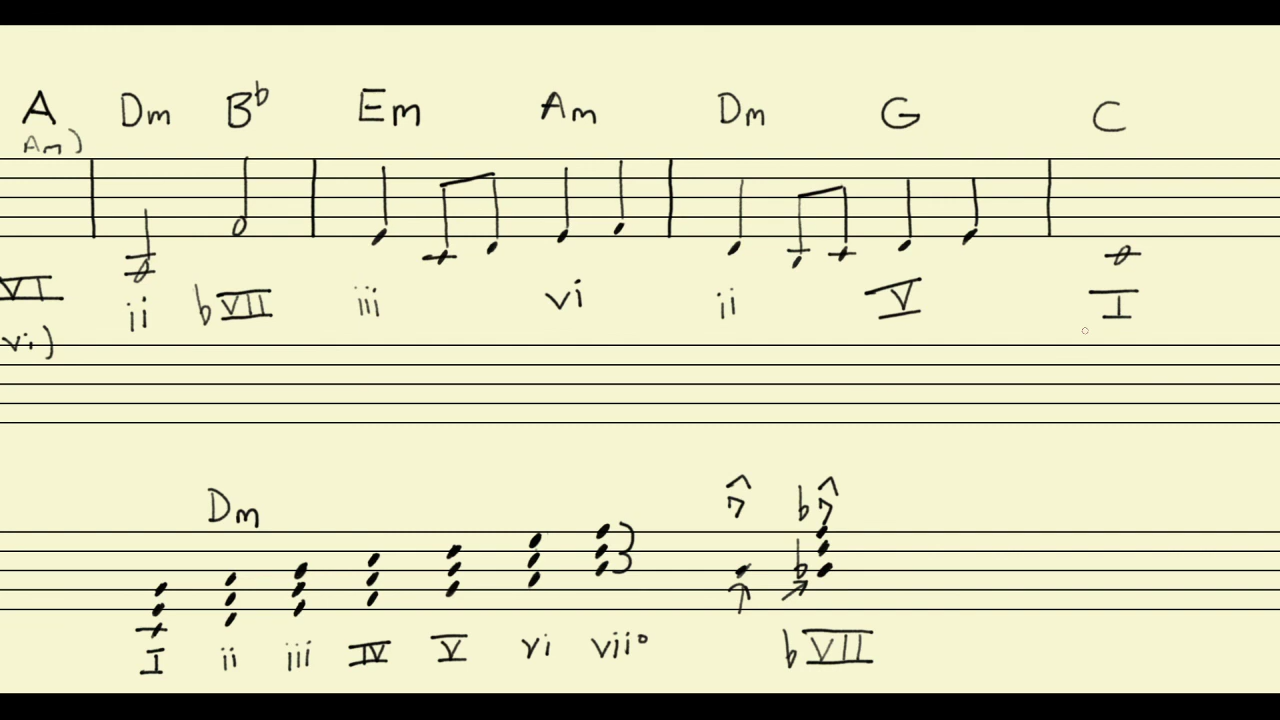 A Dm B♭ Em Am Dm G C
Am)
VI ii ♭VII iii vi ii V I
vi)
Dm 7̂ ♭7̂
♭
I ii iii IV V vi vii° ♭VII